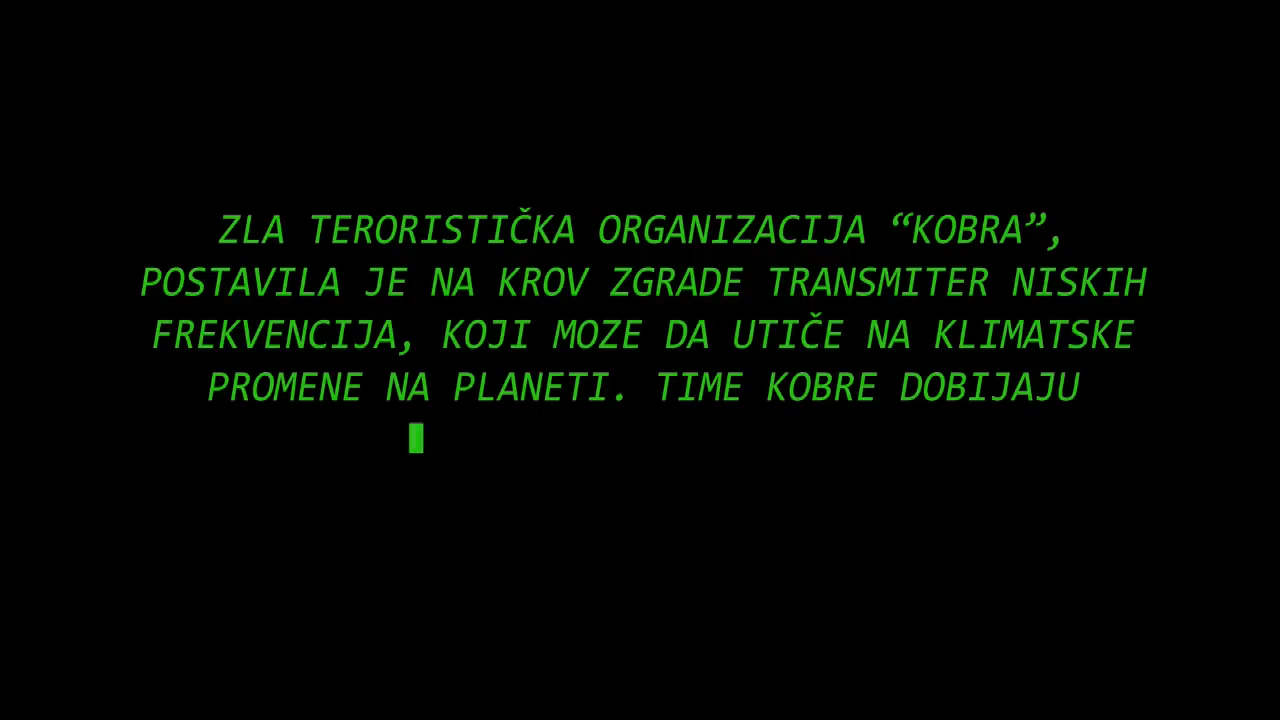 ZLA TERORISTIČKA ORGANIZACIJA “KOBRA”,
POSTAVILA JE NA KROV ZGRADE TRANSMITER NISKIH
FREKVENCIJA, KOJI MOZE DA UTIČE NA KLIMATSKE
PROMENE NA PLANETI. TIME KOBRE DOBIJAJU